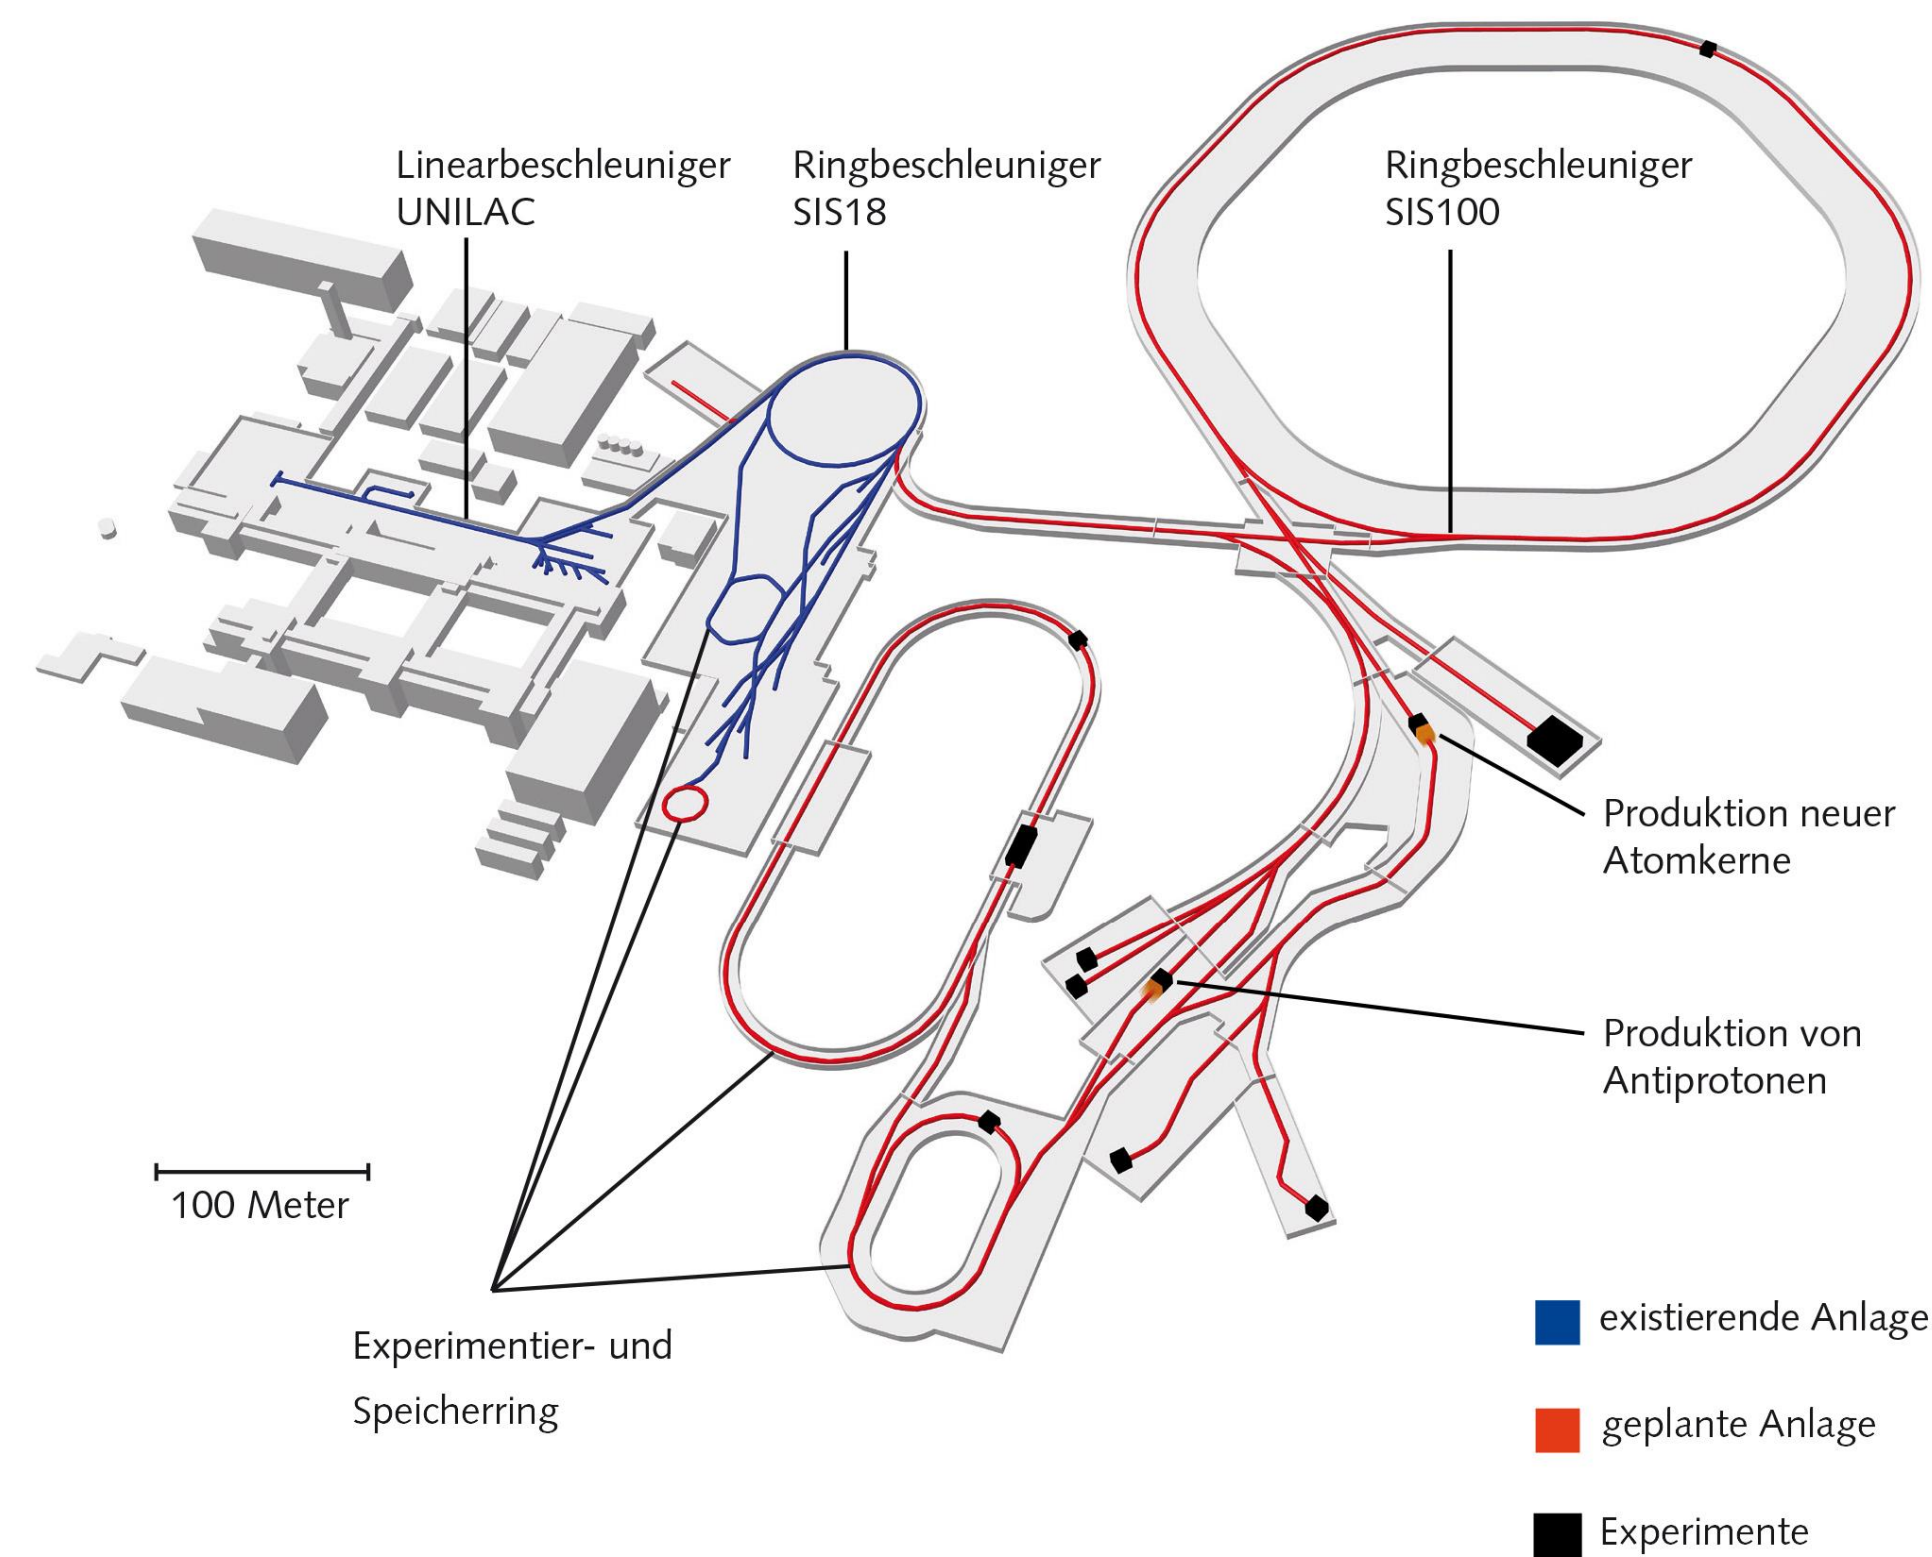 Linearbeschleuniger
UNILAC
Ringbeschleuniger
SIS18
Ringbeschleuniger
SIS100
Produktion neuer
Atomkerne
Produktion von
Antiprotonen
100 Meter
Experimentier- und
Speicherring
existierende Anlage
geplante Anlage
Experimente